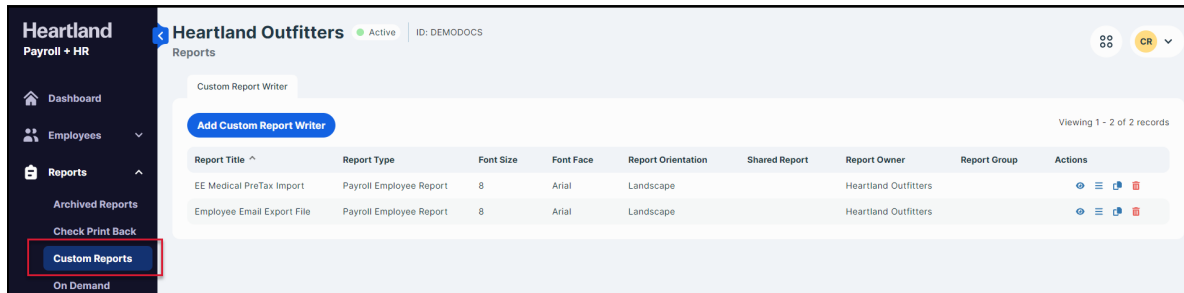 Heartland
Payroll + HR
Dashboard
Employees
Reports
Archived Reports
Check Print Back
Custom Reports
On Demand
Heartland Outfitters Active ID: DEMODOCS
Reports
CR
Custom Report Writer
Add Custom Report Writer
Viewing 1 - 2 of 2 records
Report Title Report Type Font Size Font Face Report Orientation Shared Report Report Owner Report Group Actions
EE Medical PreTax Import Payroll Employee Report 8 Arial Landscape Heartland Outfitters
Employee Email Export File Payroll Employee Report 8 Arial Landscape Heartland Outfitters